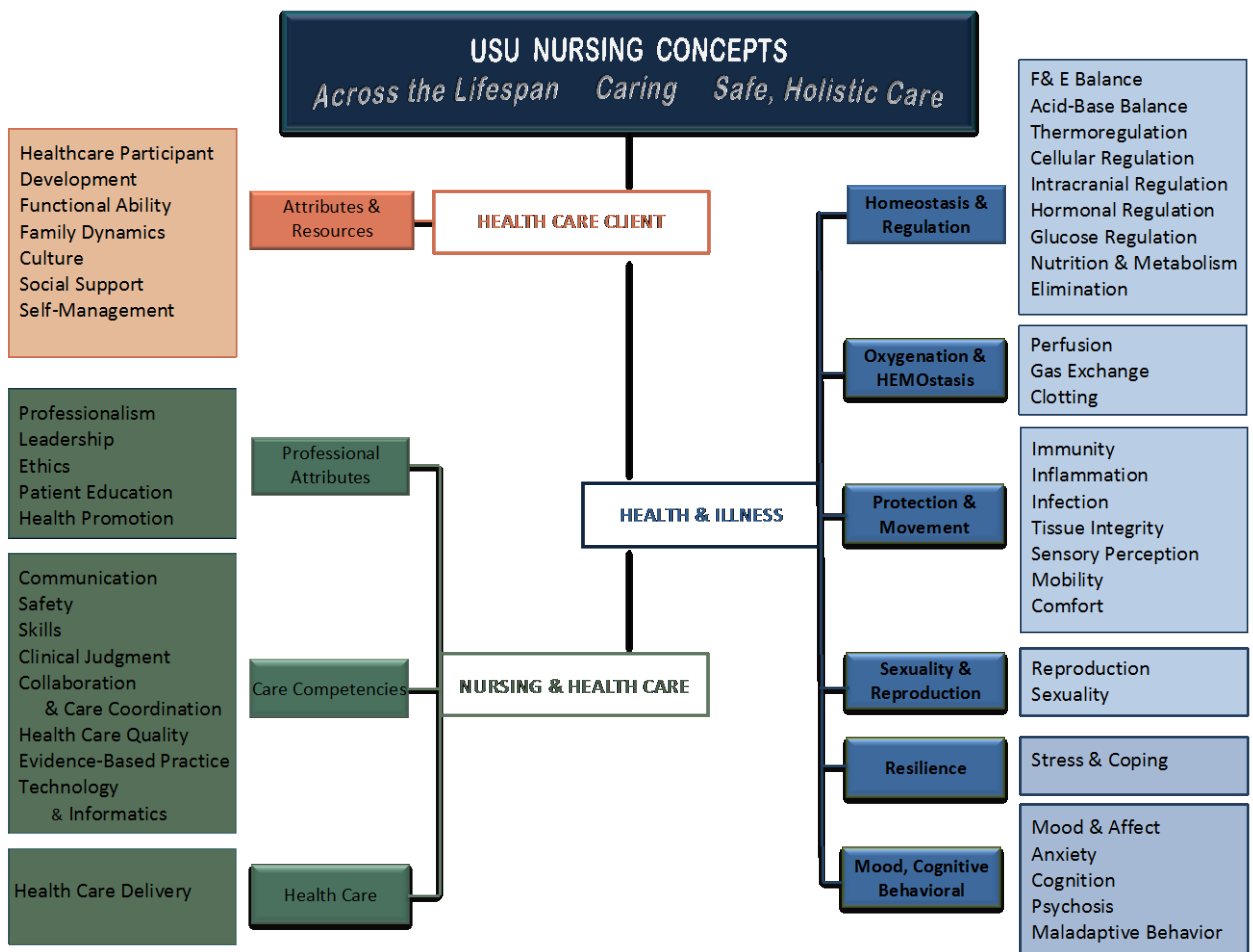 USU NURSING CONCEPTS
Across the Lifespan Caring Safe, Holistic Care
HEALTH CARE CLIENT
Attributes &
Resources
Healthcare Participant
Development
Functional Ability
Family Dynamics
Culture
Social Support
Self-Management
HEALTH & ILLNESS
Homeostasis &
Regulation
F& E Balance
Acid-Base Balance
Thermoregulation
Cellular Regulation
Intracranial Regulation
Hormonal Regulation
Glucose Regulation
Nutrition & Metabolism
Elimination
Oxygenation &
HEMOstasis
Perfusion
Gas Exchange
Clotting
Protection &
Movement
Immunity
Inflammation
Infection
Tissue Integrity
Sensory Perception
Mobility
Comfort
Sexuality &
Reproduction
Reproduction
Sexuality
Resilience
Stress & Coping
Mood, Cognitive
Behavioral
Mood & Affect
Anxiety
Cognition
Psychosis
Maladaptive Behavior
NURSING & HEALTH CARE
Professional
Attributes
Professionalism
Leadership
Ethics
Patient Education
Health Promotion
Care Competencies
Communication
Safety
Skills
Clinical Judgment
Collaboration
& Care Coordination
Health Care Quality
Evidence-Based Practice
Technology
& Informatics
Health Care
Health Care Delivery